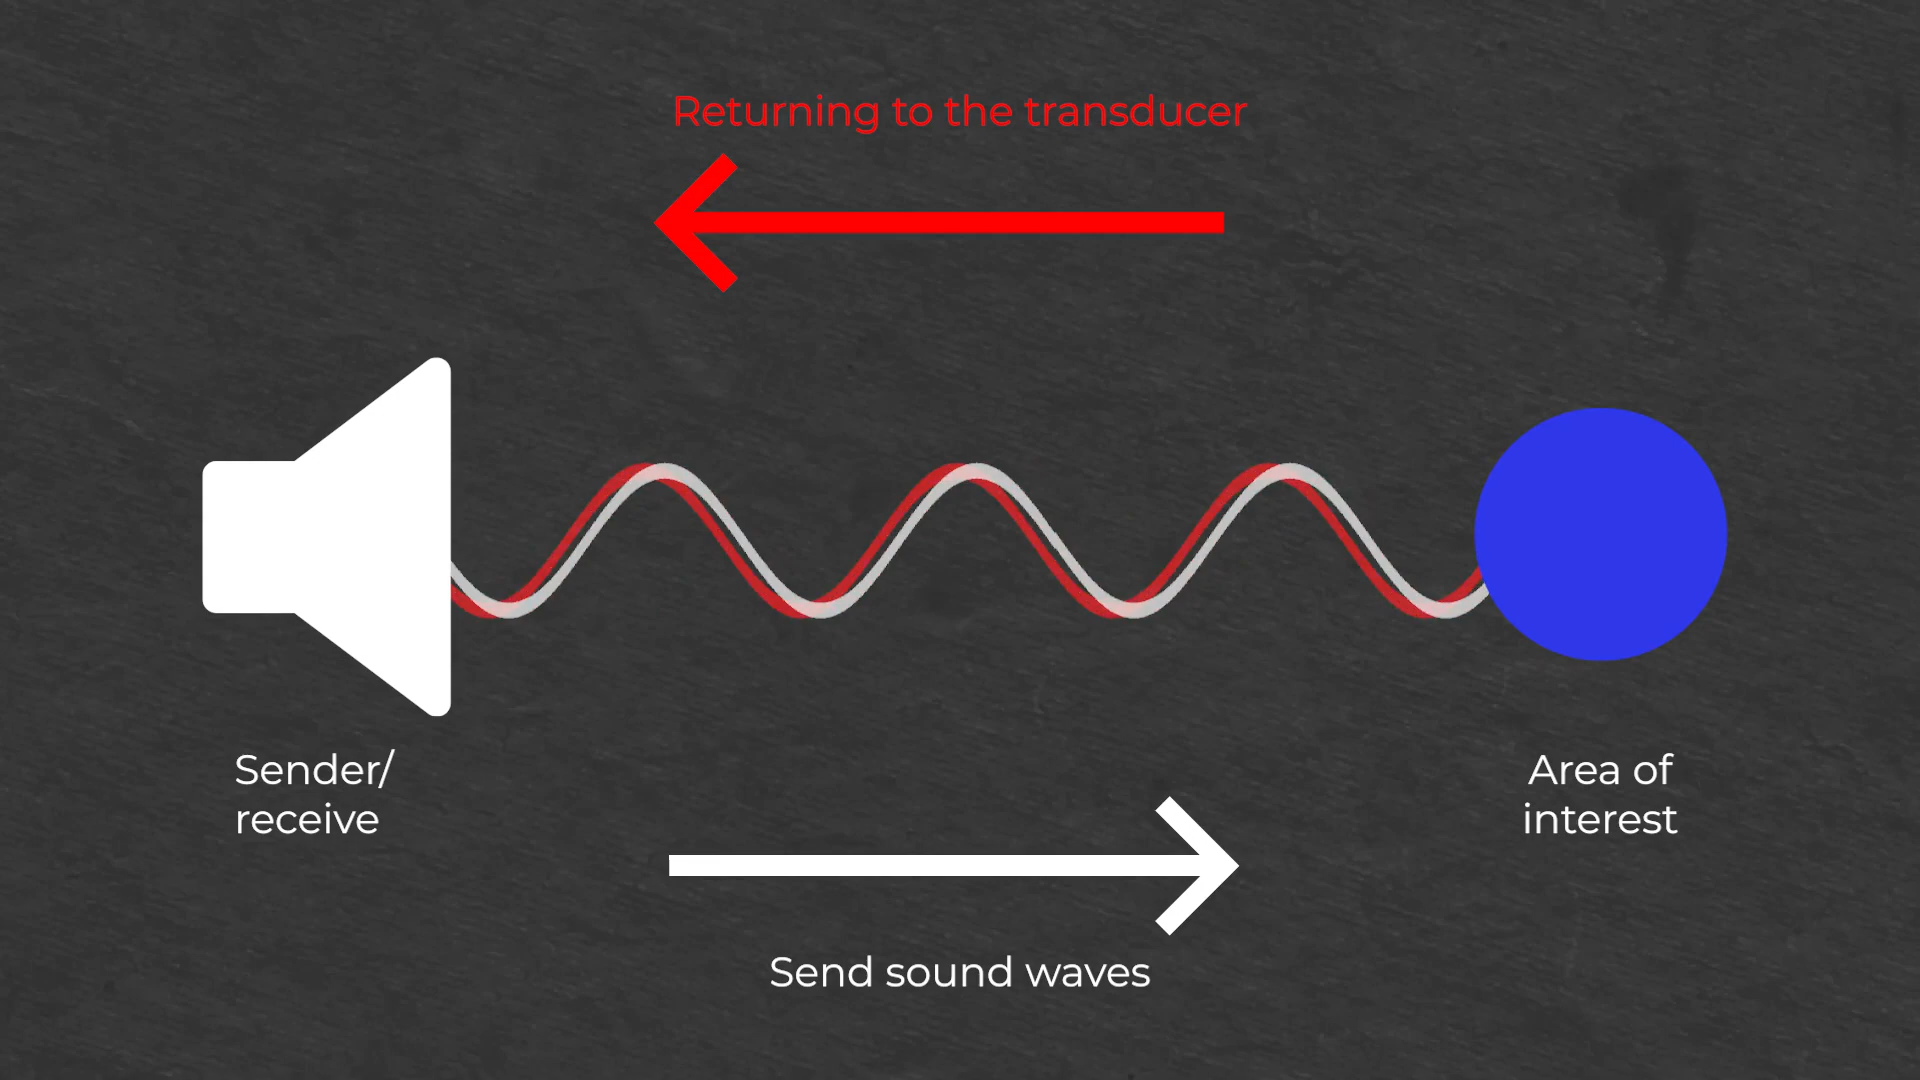 Returning to the transducer
Sender/
receive
Area of
interest
Send sound waves